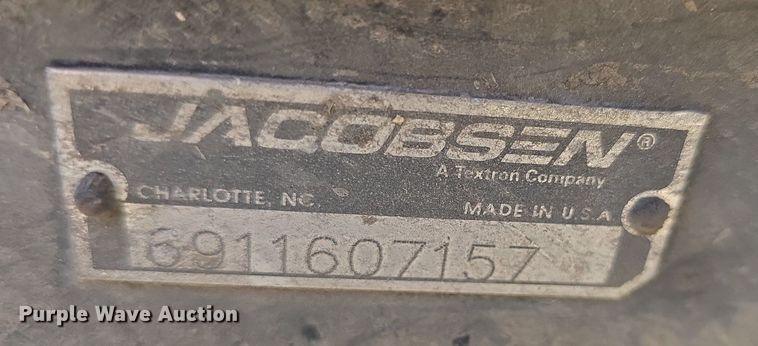 JACOBSEN®
A Textron Company
CHARLOTTE, NC MADE IN U.S.A
6911607157
Purple Wave Auction